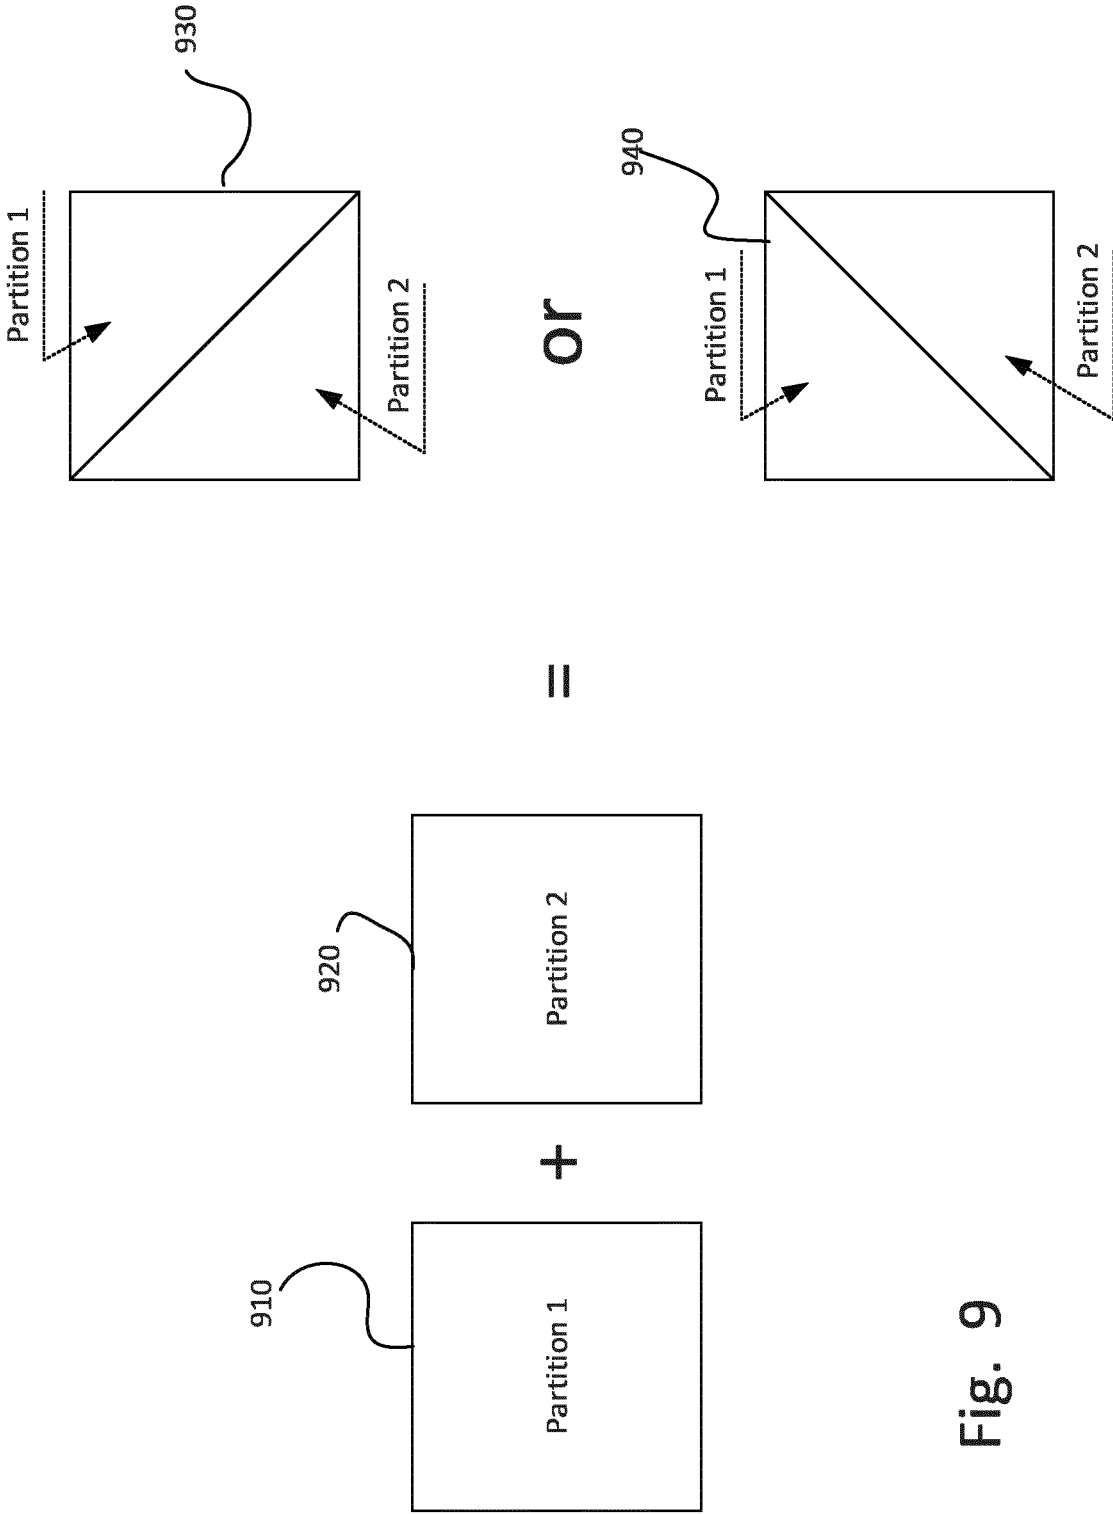 910
Partition 1
+
920
Partition 2
=
Partition 1
930
Partition 2
or
940
Partition 1
Partition 2
Fig. 9